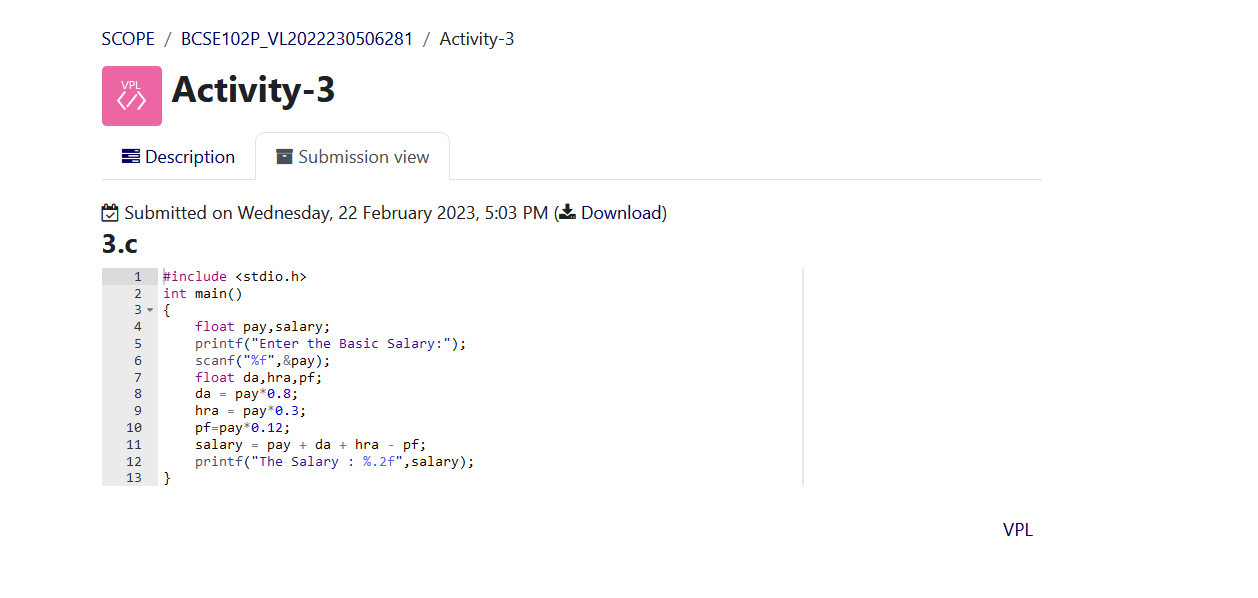 SCOPE / BCSE102P_VL2022230506281 / Activity-3
VPL
</>
Activity-3
Description
Submission view
Submitted on Wednesday, 22 February 2023, 5:03 PM (Download)
3.c
1 #include <stdio.h>
2 int main()
3 {
4     float pay,salary;
5     printf("Enter the Basic Salary:");
6     scanf("%f",&pay);
7     float da,hra,pf;
8     da = pay*0.8;
9     hra = pay*0.3;
10     pf=pay*0.12;
11     salary = pay + da + hra - pf;
12     printf("The Salary : %.2f",salary);
13 }
VPL